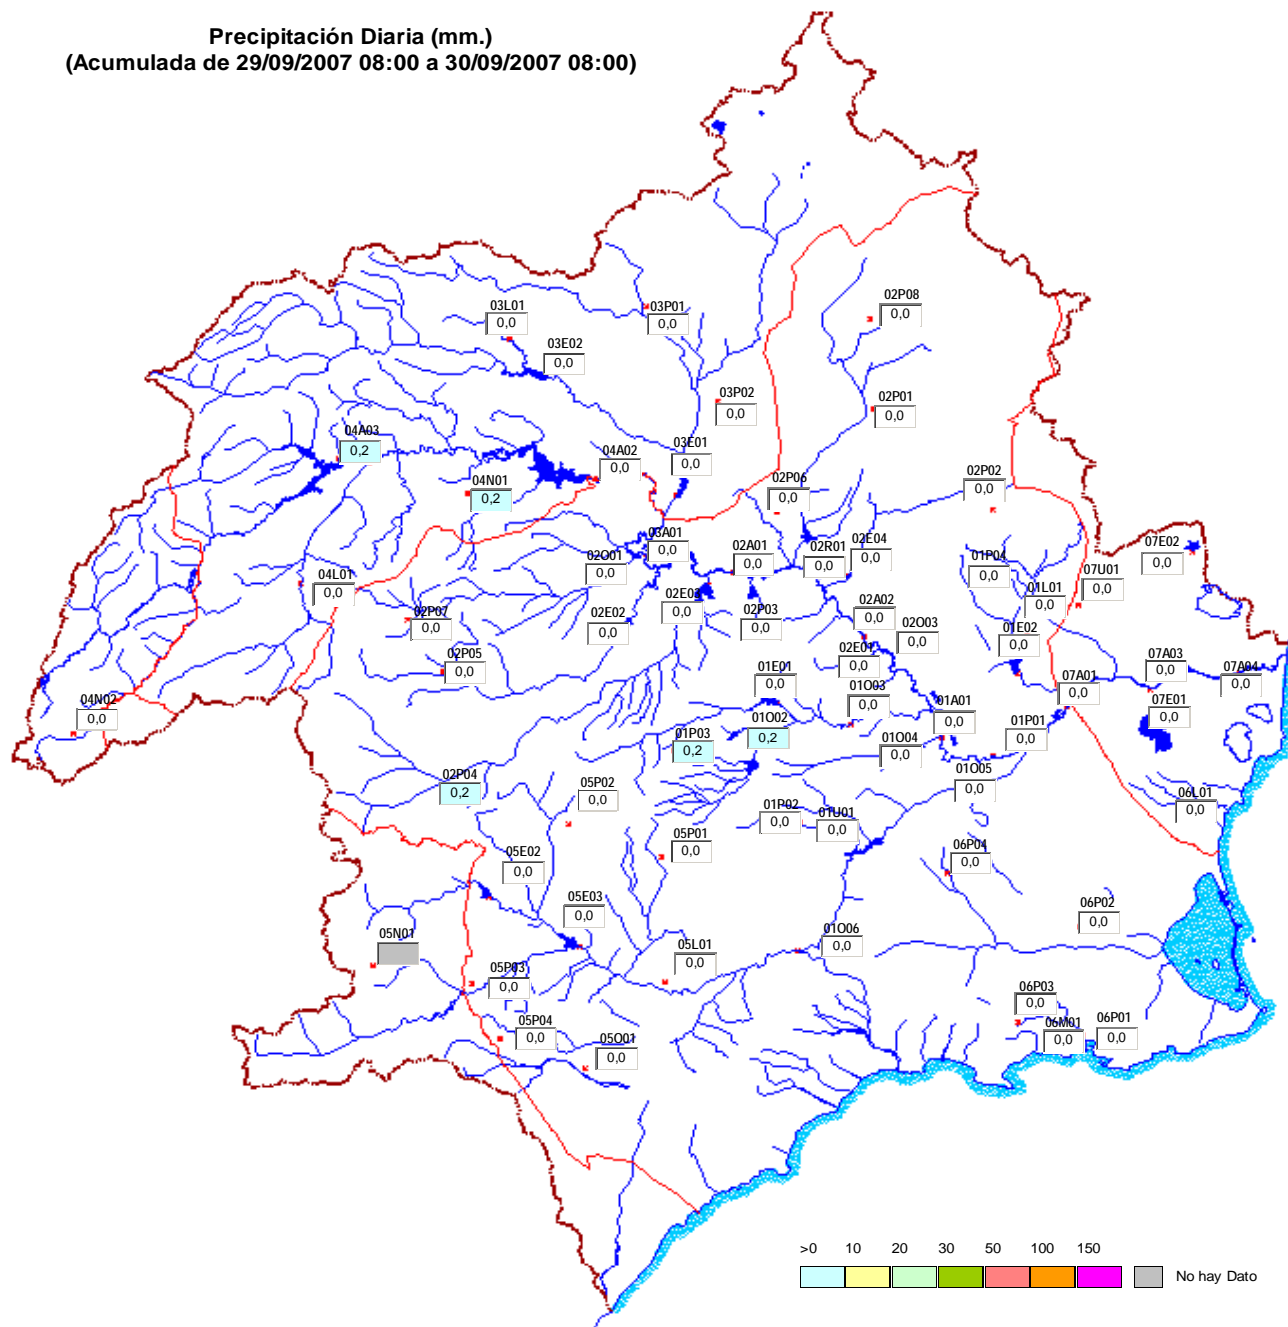 Precipitación Diaria (mm.)
(Acumulada de 29/09/2007 08:00 a 30/09/2007 08:00)
02P08
0,0
03L01
0,0
03P01
0,0
03E02
0,0
03P02
0,0
02P01
0,0
04A03
0,2
04A02
0,0
03E01
0,0
04N01
0,2
02P06
0,0
02P02
0,0
03A01
0,0
02O01
0,0
02A01
0,0
02R01
0,0
02E04
0,0
07E02
0,0
01P04
0,0
07U01
0,0
04L01
0,0
02E03
0,0
01L01
0,0
02P07
0,0
02E02
0,0
02P03
0,0
02A02
0,0
02O03
0,0
01E02
0,0
02P05
0,0
02E01
0,0
01E01
0,0
07A03
0,0
07A04
0,0
07A01
0,0
01O03
0,0
07E01
0,0
04N02
0,0
01A01
0,0
01O02
0,2
01P03
0,2
01P01
0,0
01O04
0,0
02P04
0,2
05P02
0,0
01O05
0,0
06L01
0,0
01P02
0,0
01U01
0,0
05P01
0,0
06P04
0,0
05E02
0,0
05E03
0,0
06P02
0,0
05N01
01O06
0,0
05L01
0,0
05P03
0,0
06P03
0,0
05P04
0,0
06M01
0,0
06P01
0,0
05O01
0,0
>0 10 20 30 50 100 150
No hay Dato